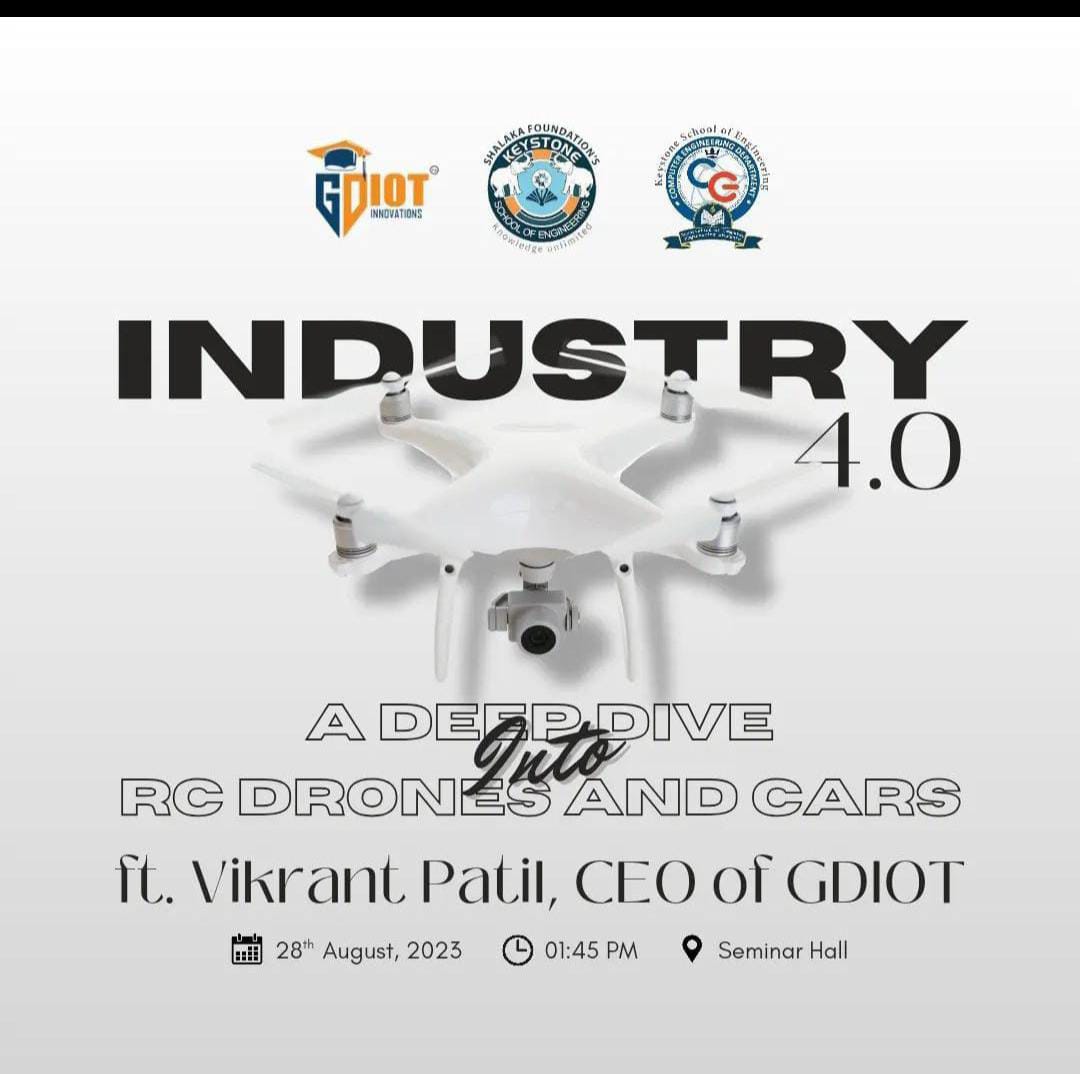 GDIOT
INNOVATIONS
SHALAKA FOUNDATION'S
KEYSTONE
SCHOOL OF ENGINEERING
Knowledge unlimited
Keystone School of Engineering
COMPUTER ENGINEERING DEPARTMENT
INDUSTRY
4.0
A DEEP DIVE
Into
RC DRONES AND CARS
ft. Vikrant Patil, CEO of GDIOT
28th August, 2023
01:45 PM
Seminar Hall